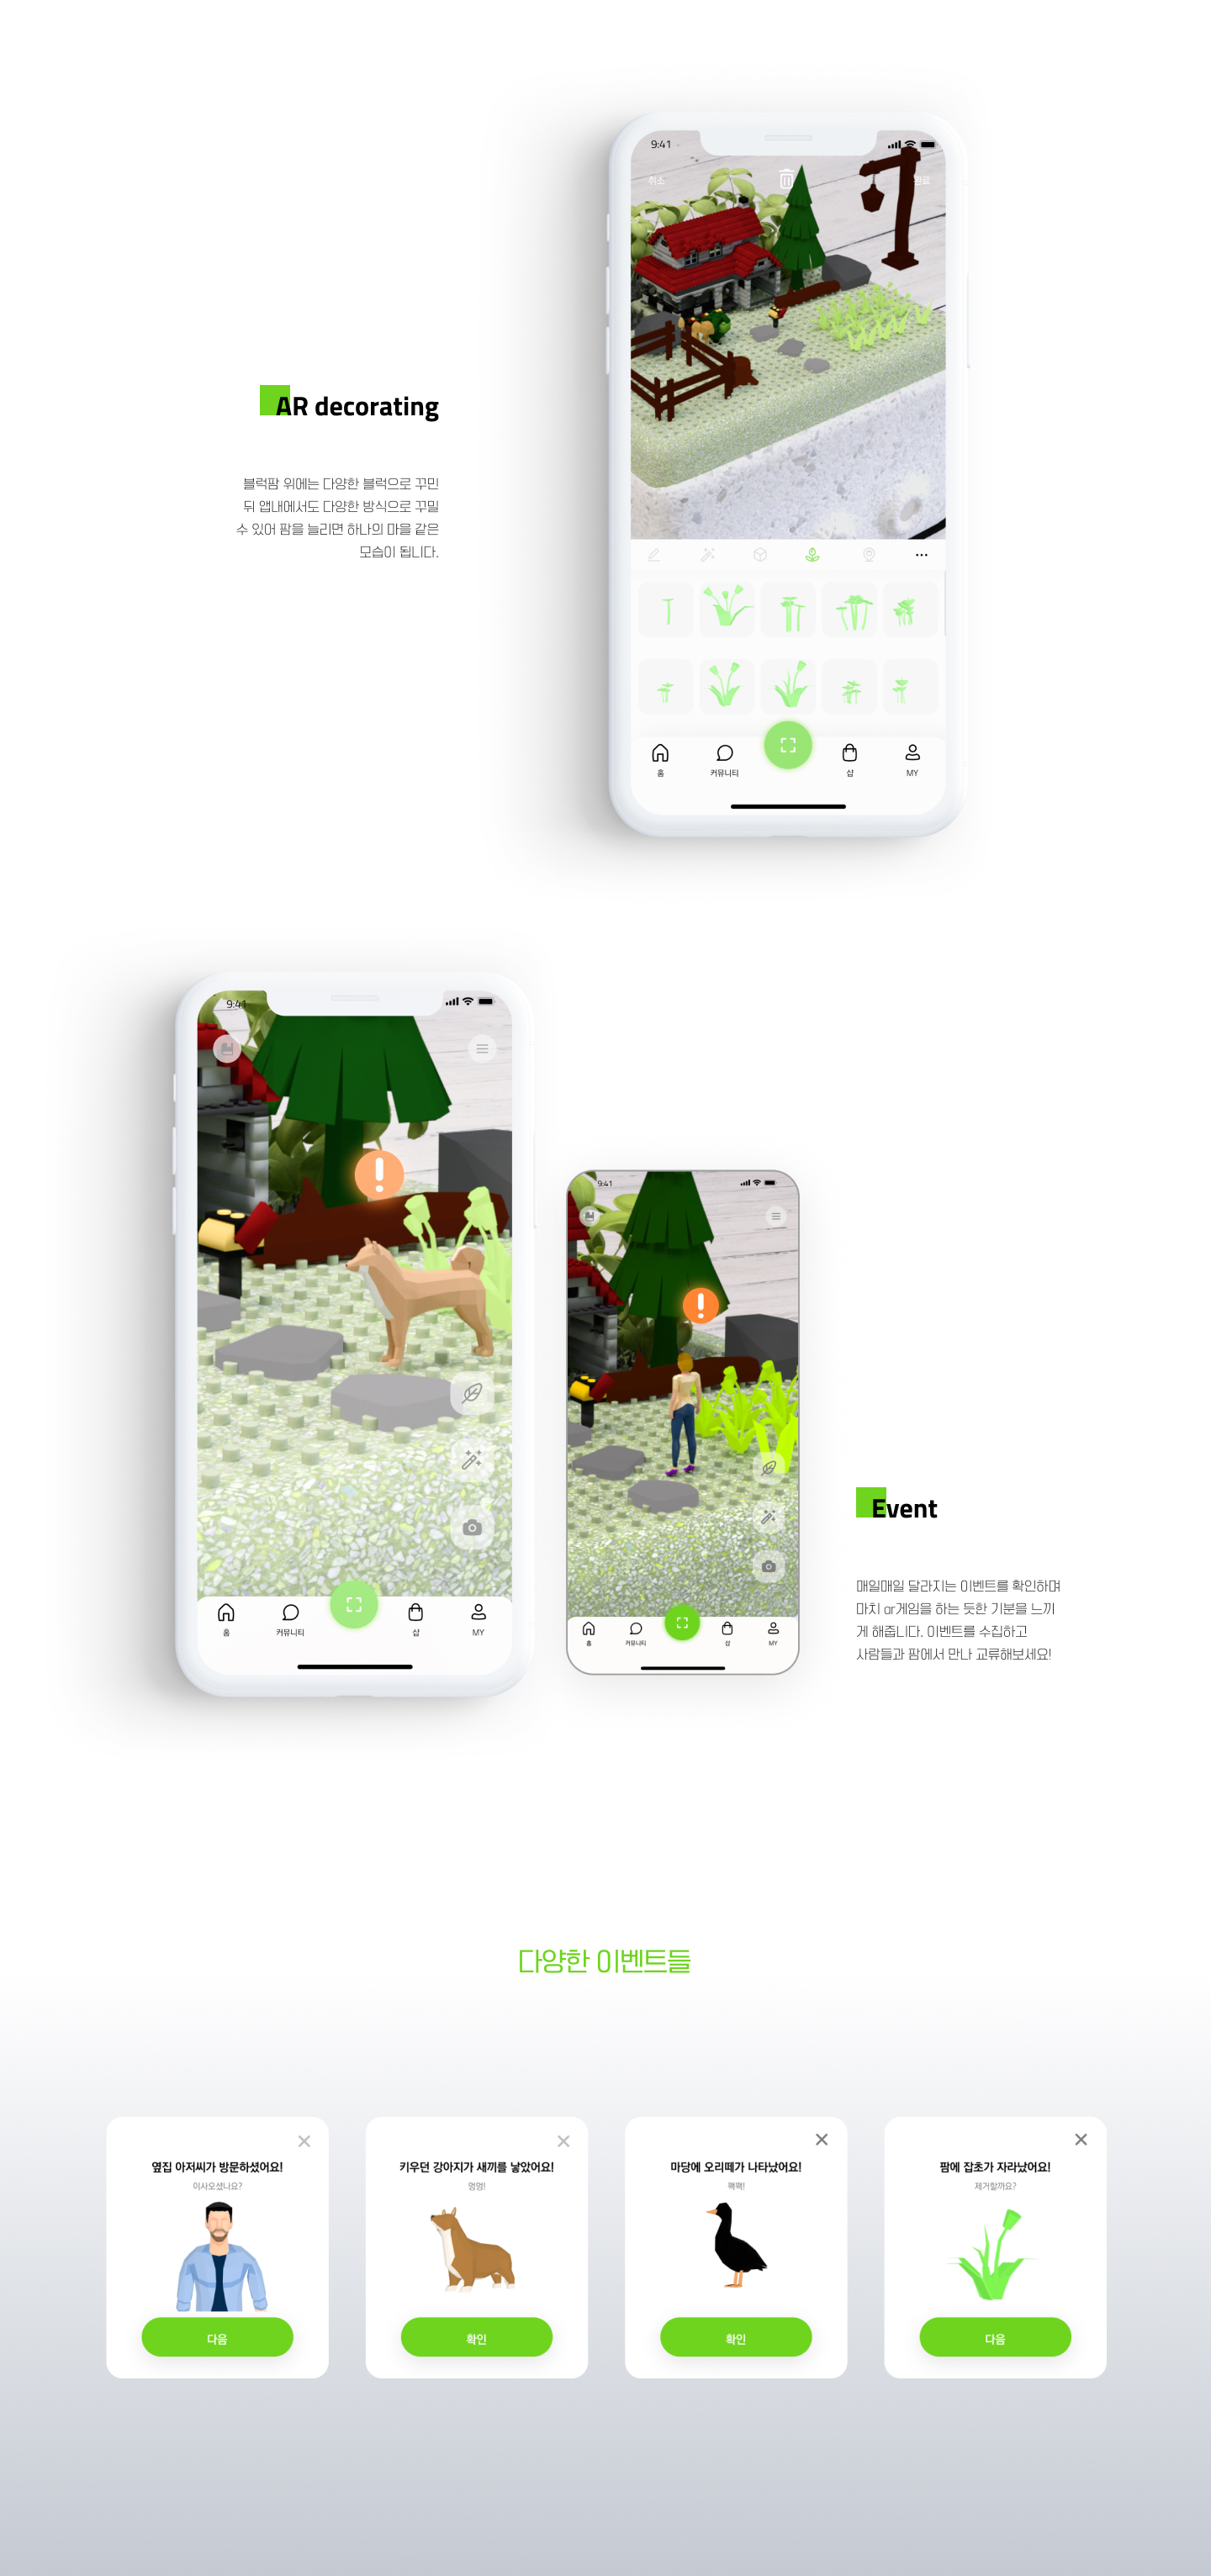 9:41
취소
완료
AR decorating
블럭팜 위에는 다양한 블럭으로 꾸민
뒤 앱내에서도 다양한 방식으로 꾸밀
수 있어 팜을 늘리면 하나의 마을 같은
모습이 됩니다.
홈
커뮤니티
샵
MY
9:41
홈
커뮤니티
샵
MY
9:41
홈
커뮤니티
샵
MY
Event
매일매일 달라지는 이벤트를 확인하며
마치 ar게임을 하는 듯한 기분을 느끼
게 해줍니다. 이벤트를 수집하고
사람들과 팜에서 만나 교류해보세요!
다양한 이벤트들
옆집 아저씨가 방문하셨어요!
이사오셨나요?
다음
키우던 강아지가 새끼를 낳았어요!
멍멍!
확인
마당에 오리떼가 나타났어요!
꽥꽥!
확인
팜에 잡초가 자라났어요!
제거할까요?
다음